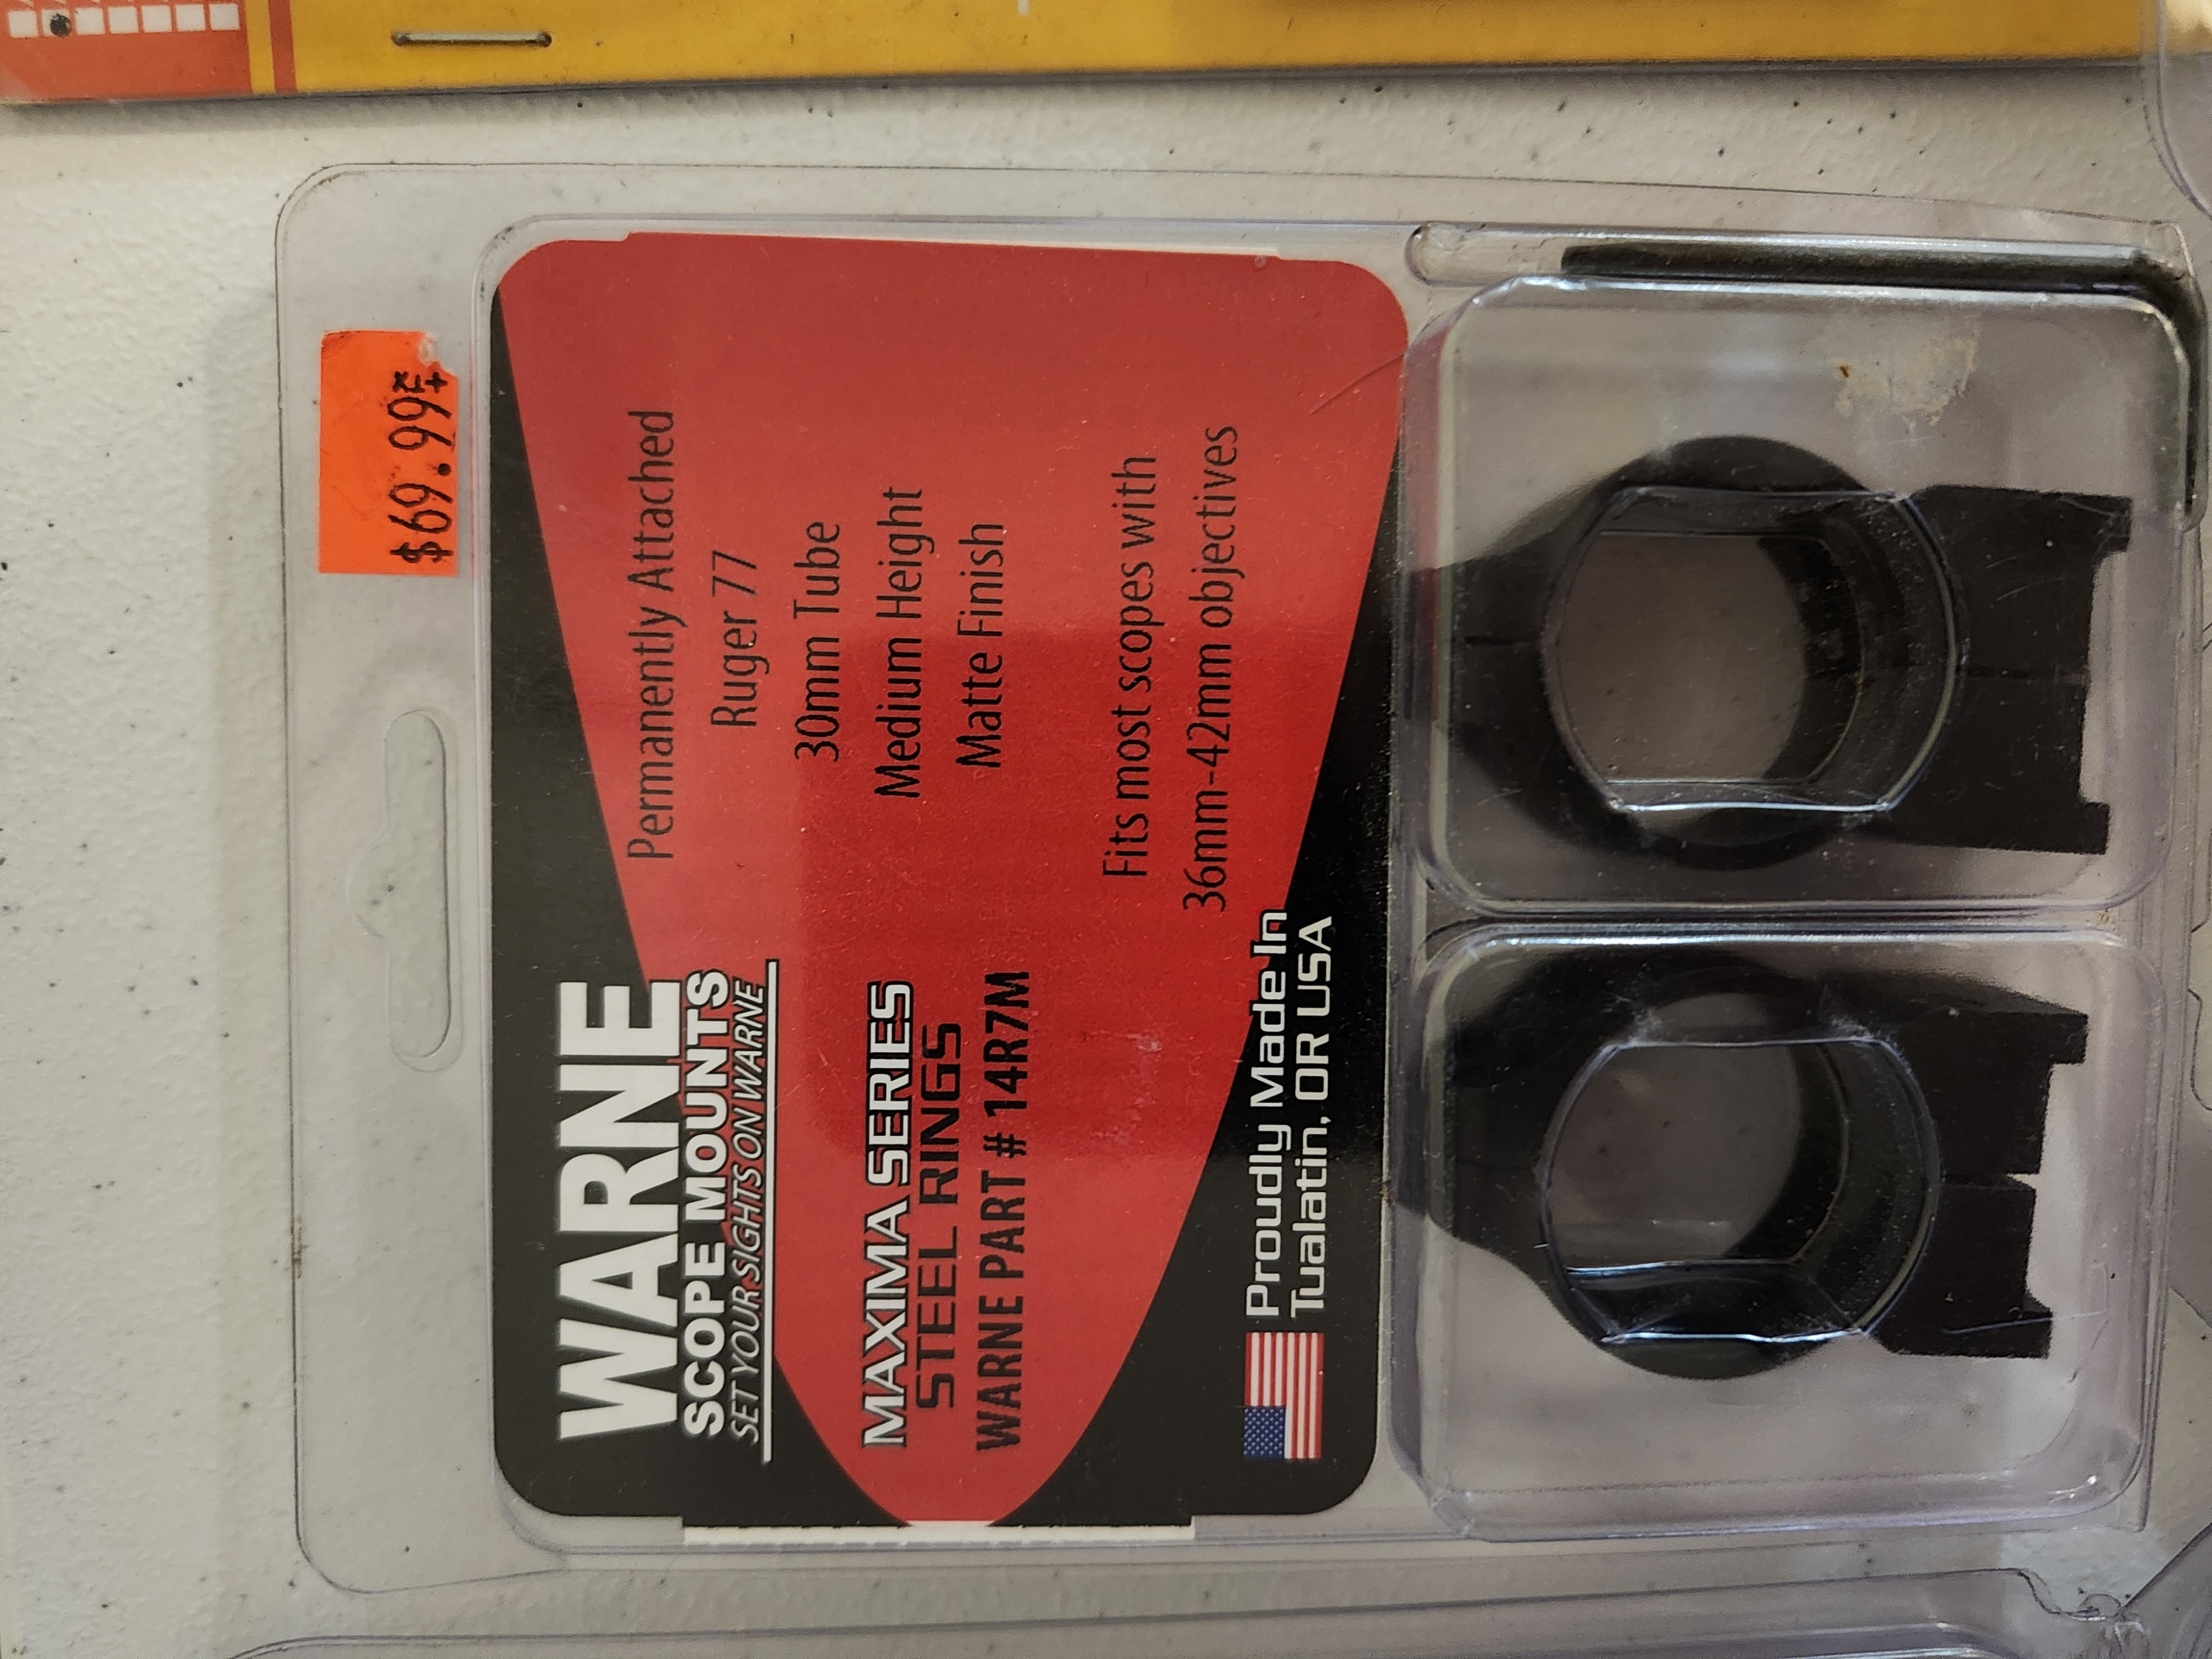 $69.99
WARNE
SCOPE MOUNTS
SET YOUR SIGHTS ON WARNE
MAXIMA SERIES
STEEL RINGS
WARNE PART # 14R7M
Permanently Attached
Ruger 77
30mm Tube
Medium Height
Matte Finish
Fits most scopes with
36mm-42mm objectives
Proudly Made In
Tualatin, OR USA